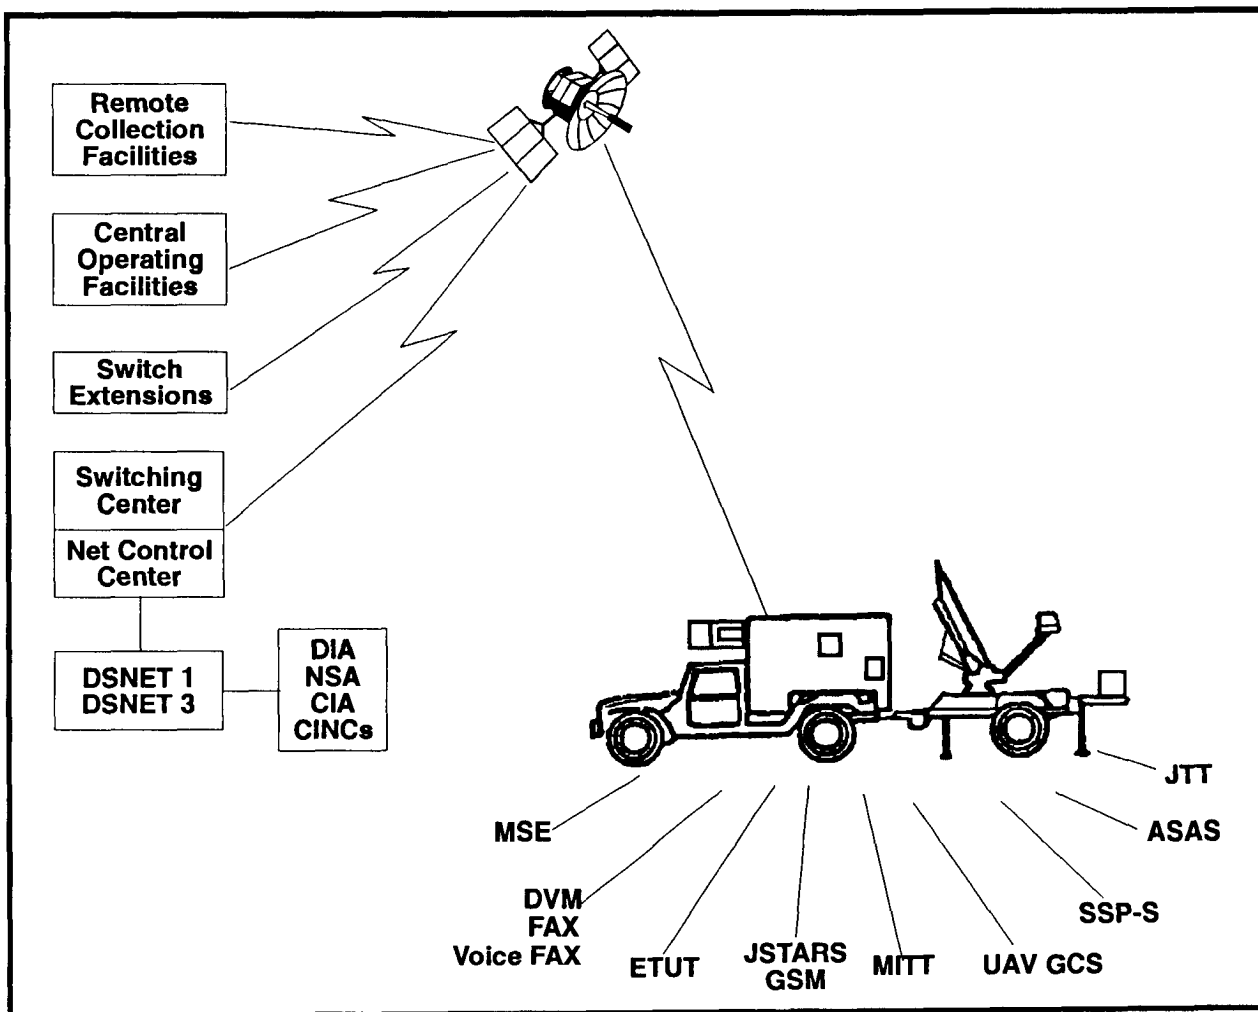 Remote
Collection
Facilities
Central
Operating
Facilities
Switch
Extensions
Switching
Center
Net Control
Center
DSNET 1
DSNET 3
DIA
NSA
CIA
CINCs
MSE
DVM
FAX
Voice FAX
ETUT
JSTARS
GSM
MITT
UAV GCS
SSP-S
ASAS
JTT